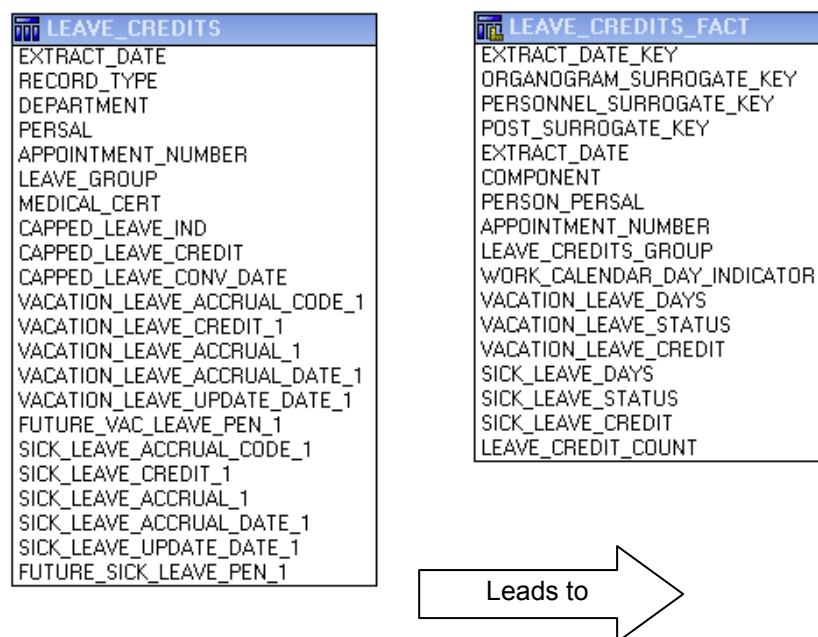 LEAVE_CREDITS
EXTRACT_DATE
RECORD_TYPE
DEPARTMENT
PERSAL
APPOINTMENT_NUMBER
LEAVE_GROUP
MEDICAL_CERT
CAPPED_LEAVE_IND
CAPPED_LEAVE_CREDIT
CAPPED_LEAVE_CONV_DATE
VACATION_LEAVE_ACCRUAL_CODE_1
VACATION_LEAVE_CREDIT_1
VACATION_LEAVE_ACCRUAL_1
VACATION_LEAVE_ACCRUAL_DATE_1
VACATION_LEAVE_UPDATE_DATE_1
FUTURE_VAC_LEAVE_PEN_1
SICK_LEAVE_ACCRUAL_CODE_1
SICK_LEAVE_CREDIT_1
SICK_LEAVE_ACCRUAL_1
SICK_LEAVE_ACCRUAL_DATE_1
SICK_LEAVE_UPDATE_DATE_1
FUTURE_SICK_LEAVE_PEN_1
LEAVE_CREDITS_FACT
EXTRACT_DATE_KEY
ORGANOGRAM_SURROGATE_KEY
PERSONNEL_SURROGATE_KEY
POST_SURROGATE_KEY
EXTRACT_DATE
COMPONENT
PERSON_PERSAL
APPOINTMENT_NUMBER
LEAVE_CREDITS_GROUP
WORK_CALENDAR_DAY_INDICATOR
VACATION_LEAVE_DAYS
VACATION_LEAVE_STATUS
VACATION_LEAVE_CREDIT
SICK_LEAVE_DAYS
SICK_LEAVE_STATUS
SICK_LEAVE_CREDIT
LEAVE_CREDIT_COUNT
Leads to